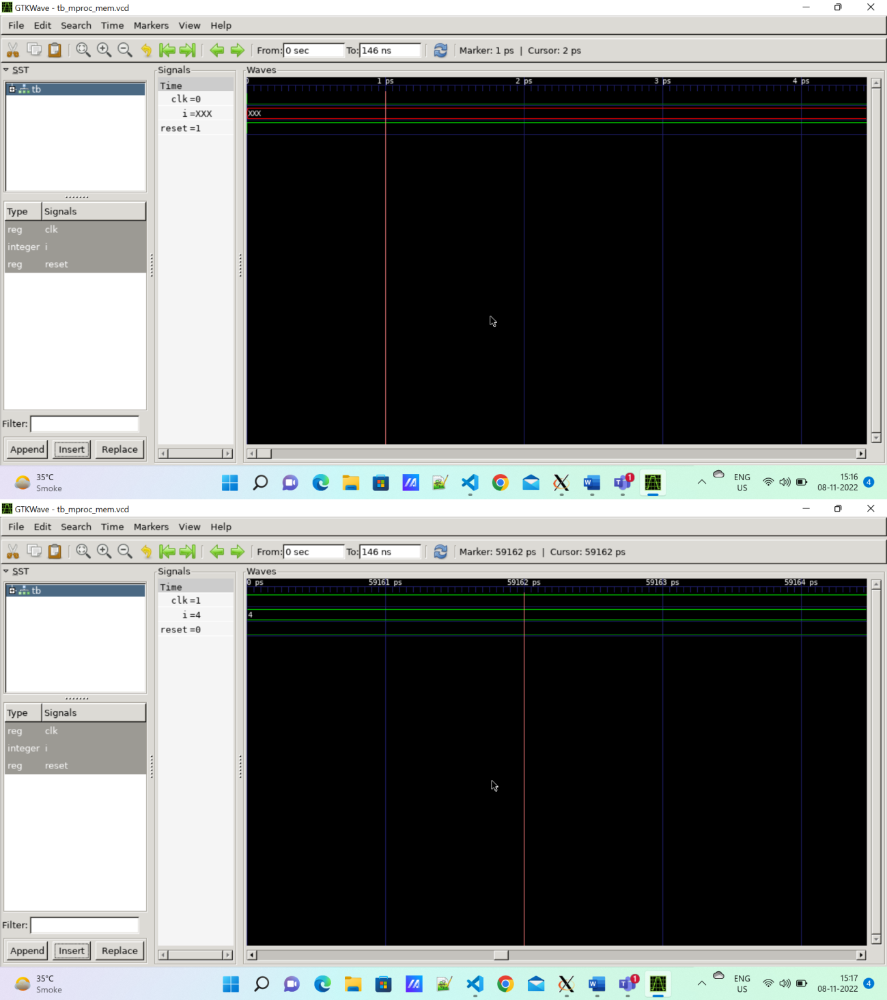 GTKWave - tb_mproc_mem.vcd
File Edit Search Time Markers View Help
From: 0 sec To: 146 ns Marker: 1 ps | Cursor: 2 ps
SST
tb
Type Signals
reg clk
integer i
reg reset
Filter:
Append Insert Replace
Signals
Time
clk =0
i =XXX
reset =1
Waves
0 1 ps 2 ps 3 ps 4 ps
XXX
35°C
Smoke
1
ENG
US
15:16
08-11-2022
4
GTKWave - tb_mproc_mem.vcd
File Edit Search Time Markers View Help
From: 0 sec To: 146 ns Marker: 59162 ps | Cursor: 59162 ps
SST
tb
Type Signals
reg clk
integer i
reg reset
Filter:
Append Insert Replace
Signals
Time
clk =1
i =4
reset =0
Waves
0 ps 59161 ps 59162 ps 59163 ps 59164 ps
4
35°C
Smoke
1
ENG
US
15:17
08-11-2022
4